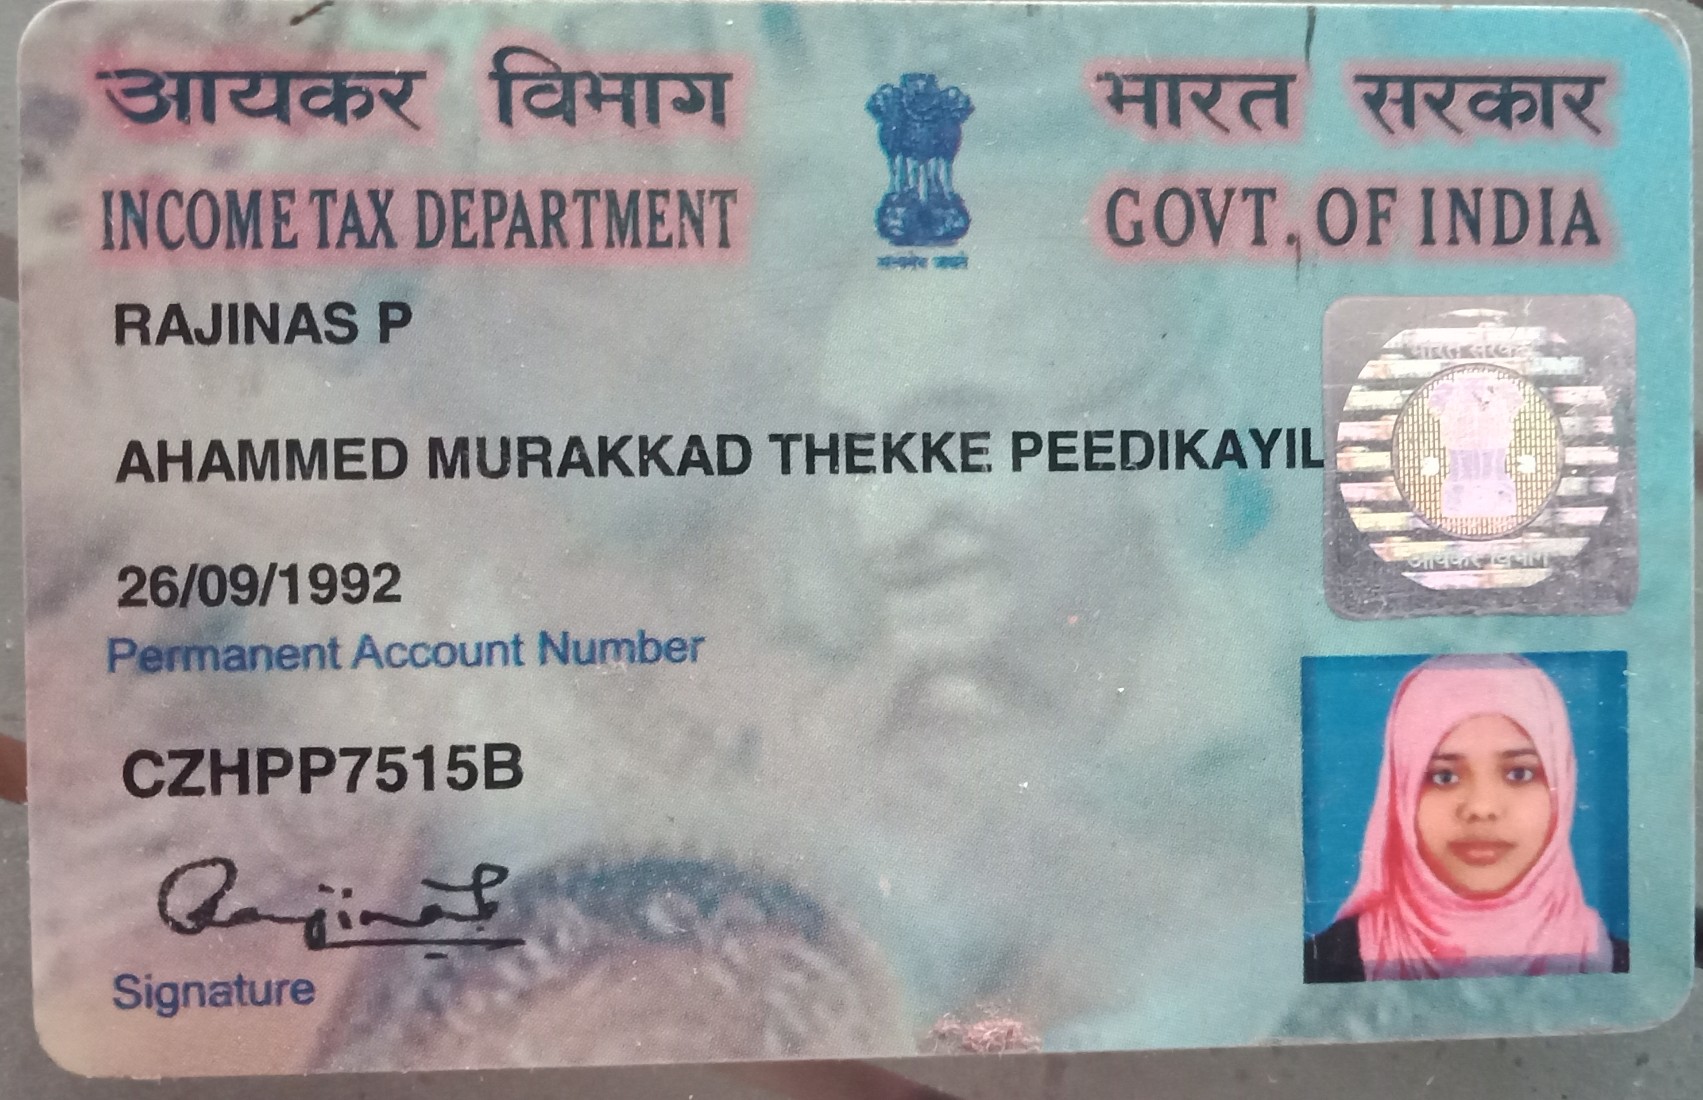 आयकर विभाग
भारत सरकार
INCOME TAX DEPARTMENT
GOVT. OF INDIA
सत्यमेव जयते
RAJINAS P
भारत सरकार
AHAMMED MURAKKAD THEKKE PEEDIKAYIL
आयकर विभाग
26/09/1992
Permanent Account Number
CZHPP7515B
Rajinas P
Signature